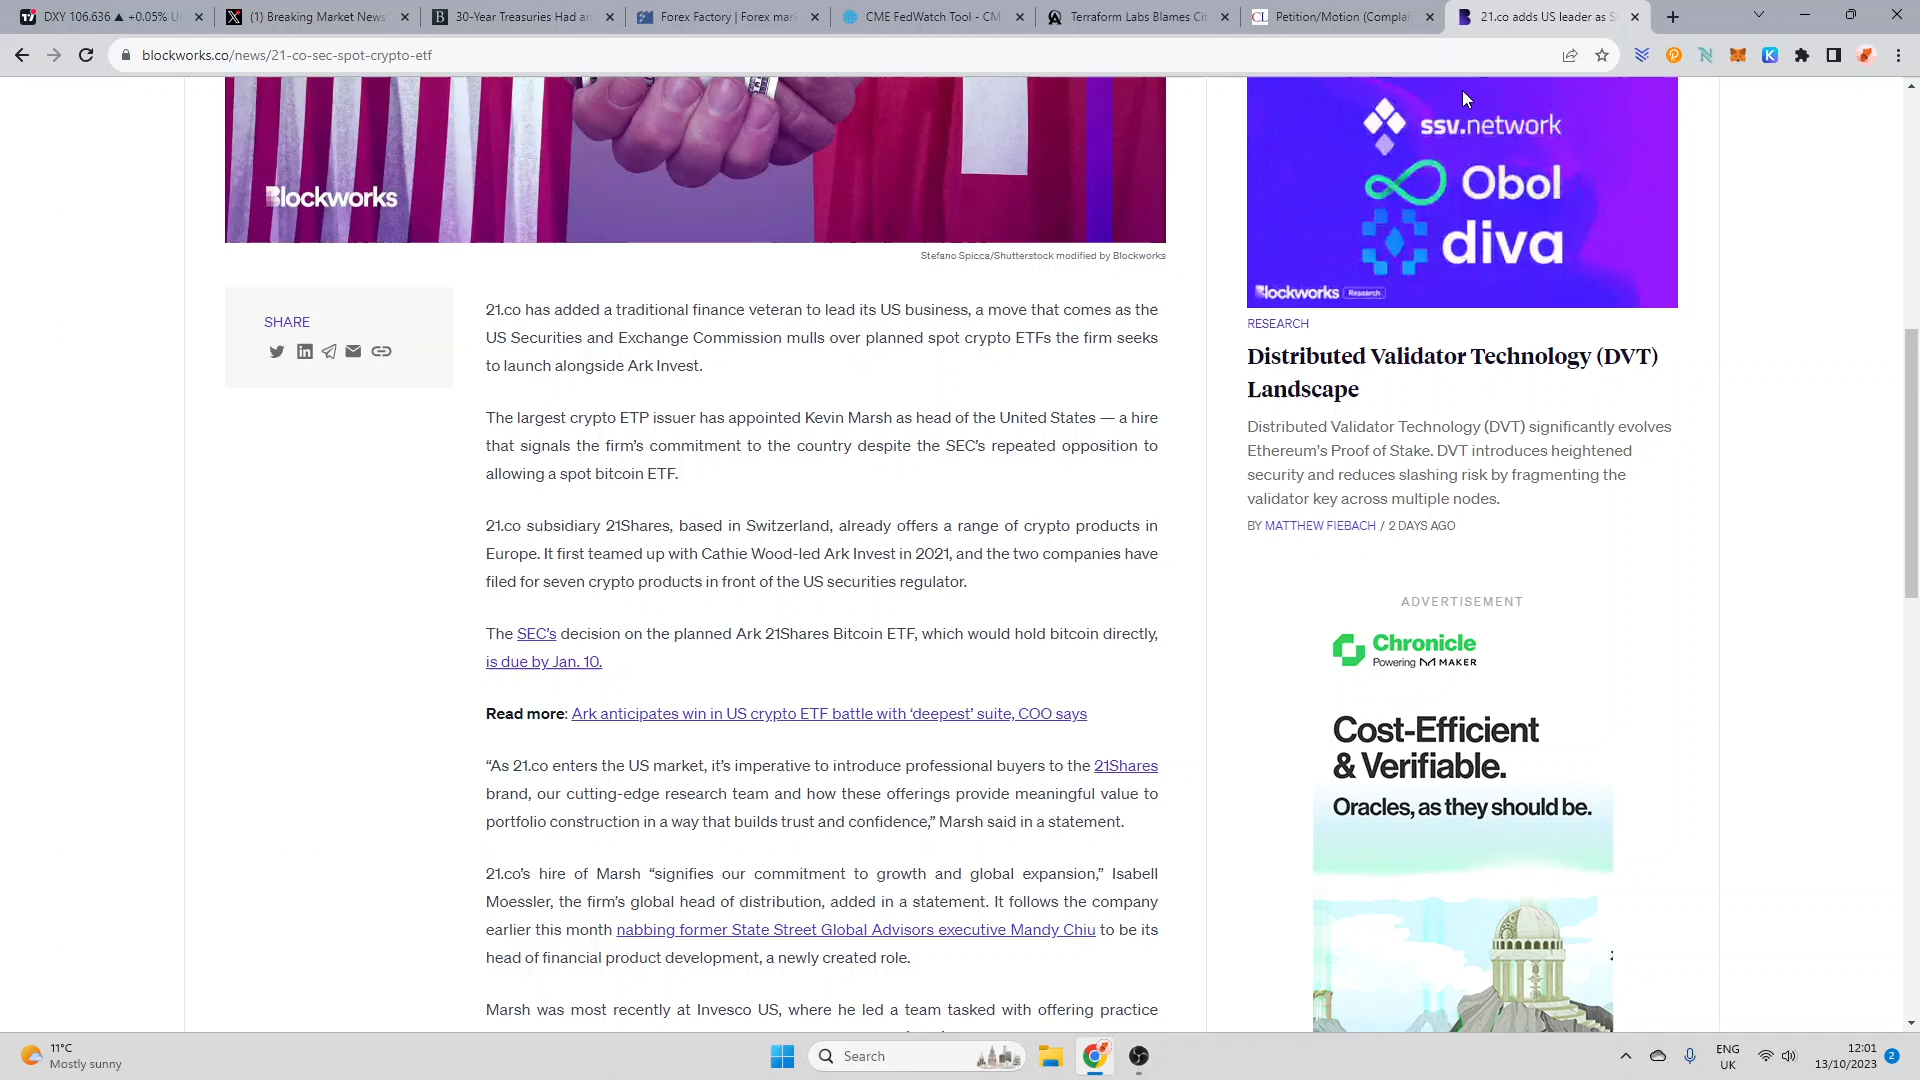 DXY 106.636 ▲ +0.05% U
(1) Breaking Market News
30-Year Treasuries Had an
Forex Factory | Forex mark
CME FedWatch Tool - CM
Terraform Labs Blames Cit
Petition/Motion (Complai
21.co adds US leader as S
blockworks.co/news/21-co-sec-spot-crypto-etf
Blockworks
Stefano Spicca/Shutterstock modified by Blockworks
SHARE
21.co has added a traditional finance veteran to lead its US business, a move that comes as the
US Securities and Exchange Commission mulls over planned spot crypto ETFs the firm seeks
to launch alongside Ark Invest.
The largest crypto ETP issuer has appointed Kevin Marsh as head of the United States — a hire
that signals the firm's commitment to the country despite the SEC's repeated opposition to
allowing a spot bitcoin ETF.
21.co subsidiary 21Shares, based in Switzerland, already offers a range of crypto products in
Europe. It first teamed up with Cathie Wood-led Ark Invest in 2021, and the two companies have
filed for seven crypto products in front of the US securities regulator.
The SEC's decision on the planned Ark 21Shares Bitcoin ETF, which would hold bitcoin directly,
is due by Jan. 10.
Read more: Ark anticipates win in US crypto ETF battle with ‘deepest’ suite, COO says
“As 21.co enters the US market, it's imperative to introduce professional buyers to the 21Shares
brand, our cutting-edge research team and how these offerings provide meaningful value to
portfolio construction in a way that builds trust and confidence,” Marsh said in a statement.
21.co's hire of Marsh “signifies our commitment to growth and global expansion,” Isabell
Moessler, the firm's global head of distribution, added in a statement. It follows the company
earlier this month nabbing former State Street Global Advisors executive Mandy Chiu to be its
head of financial product development, a newly created role.
Marsh was most recently at Invesco US, where he led a team tasked with offering practice
ssv.network
Obol
diva
Blockworks Research
RESEARCH
Distributed Validator Technology (DVT)
Landscape
Distributed Validator Technology (DVT) significantly evolves
Ethereum's Proof of Stake. DVT introduces heightened
security and reduces slashing risk by fragmenting the
validator key across multiple nodes.
BY MATTHEW FIEBACH / 2 DAYS AGO
ADVERTISEMENT
Chronicle
Powering MAKER
Cost-Efficient
& Verifiable.
Oracles, as they should be.
11°C
Mostly sunny
Search
ENG
UK
12:01
13/10/2023
2